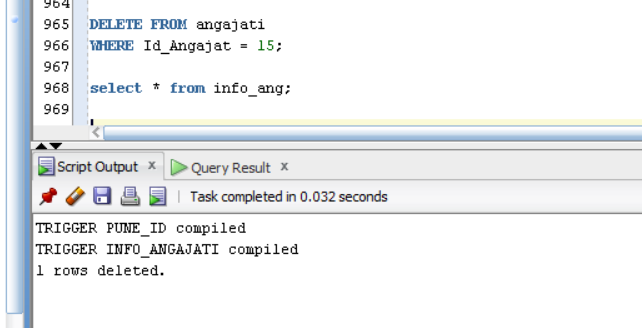 964
965 DELETE FROM angajati
966 WHERE Id_Angajat = 15;
967
968 select * from info_ang;
969
Script Output x Query Result x
Task completed in 0.032 seconds
TRIGGER PUNE_ID compiled
TRIGGER INFO_ANGAJATI compiled
1 rows deleted.